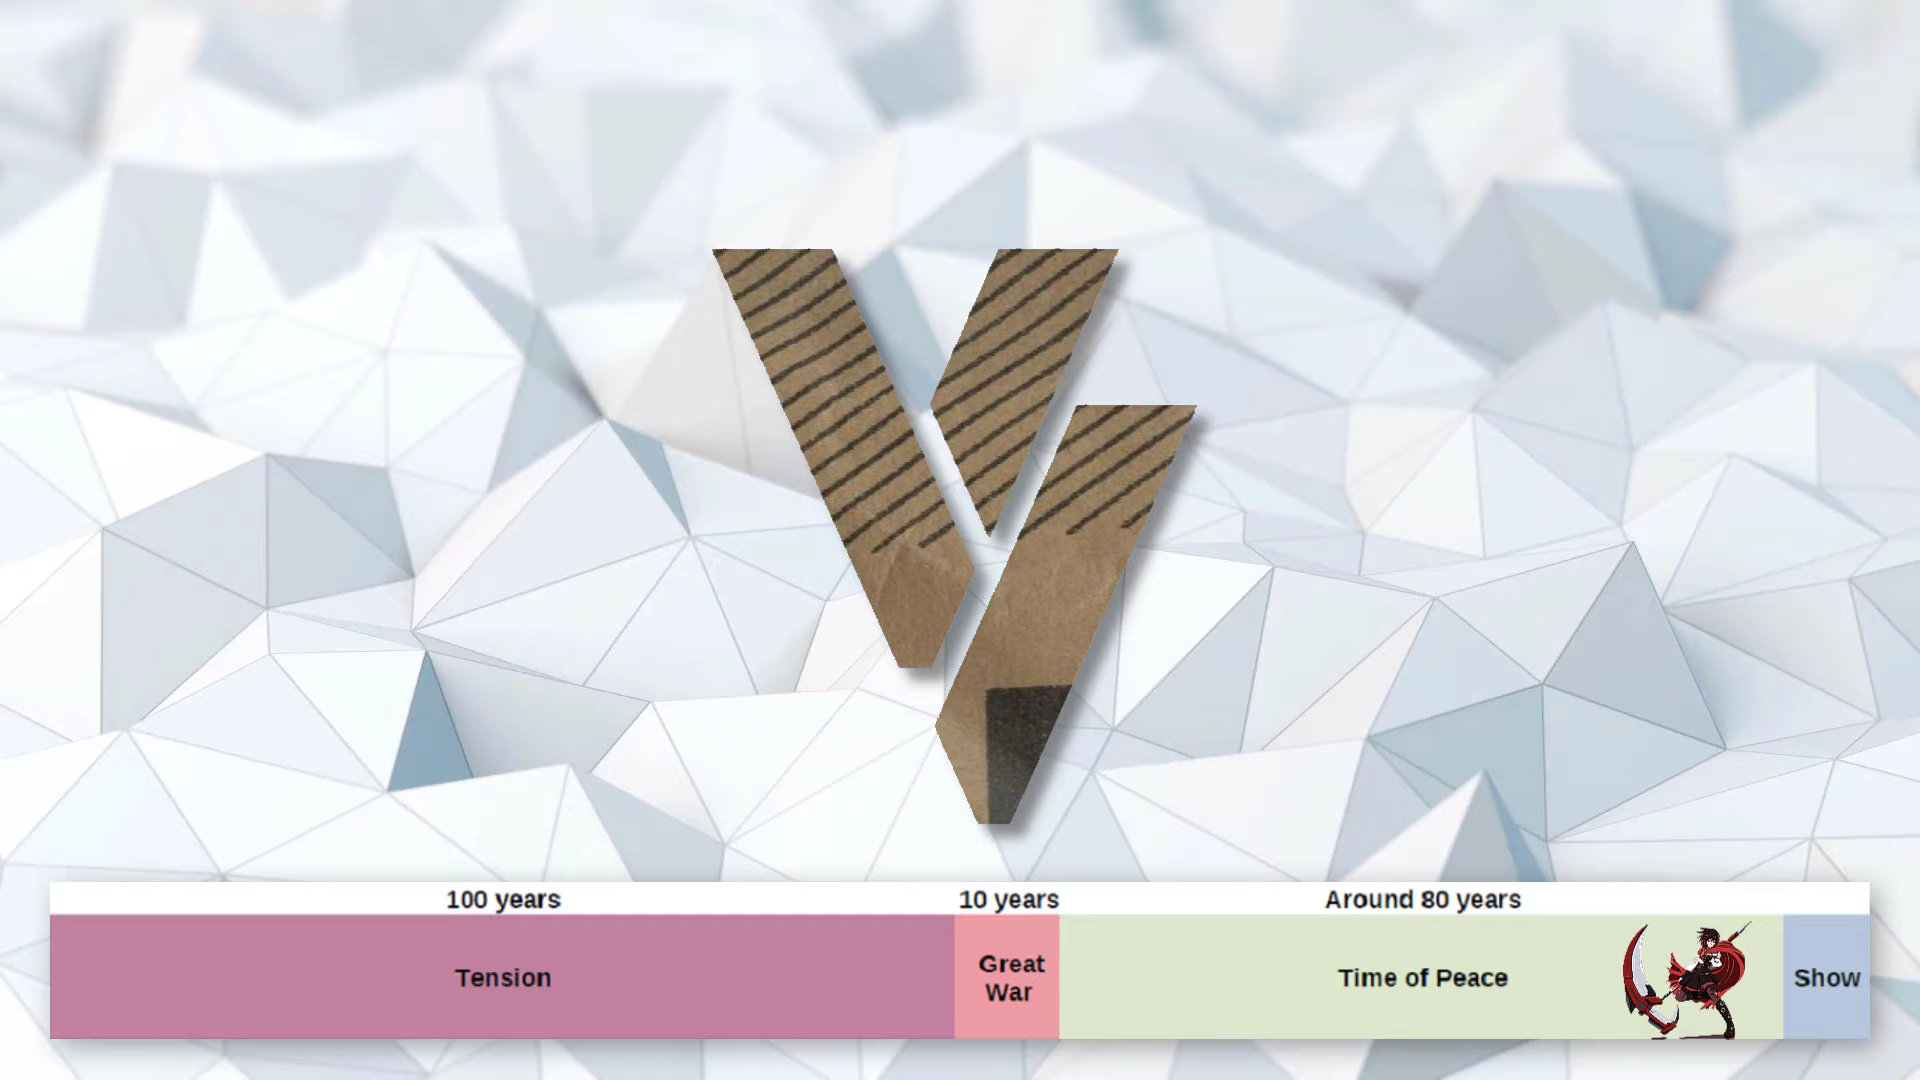 100 years
10 years
Around 80 years
Tension
Great
War
Time of Peace
Show